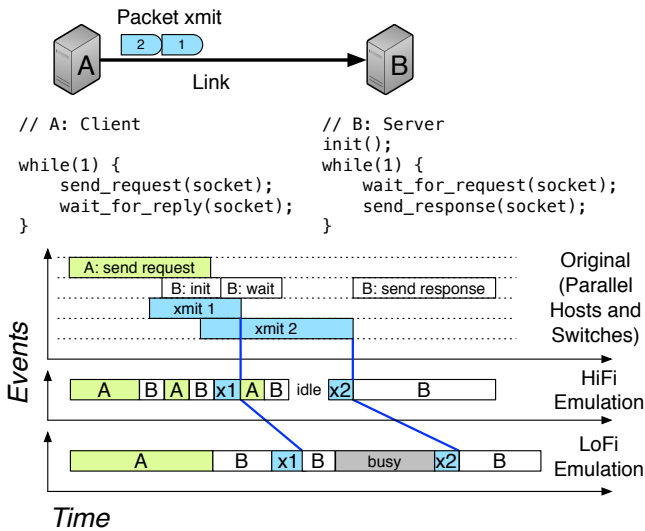 Packet xmit
2 1
A
B
Link
// A: Client
while(1) {
send_request(socket);
wait_for_reply(socket);
}
// B: Server
init();
while(1) {
wait_for_request(socket);
send_response(socket);
}
Events
A: send request
B: init
B: wait
B: send response
xmit 1
xmit 2
Original
(Parallel
Hosts and
Switches)
A B A B x1 A B idle x2 B
HiFi
Emulation
A B x1 B busy x2 B
LoFi
Emulation
Time